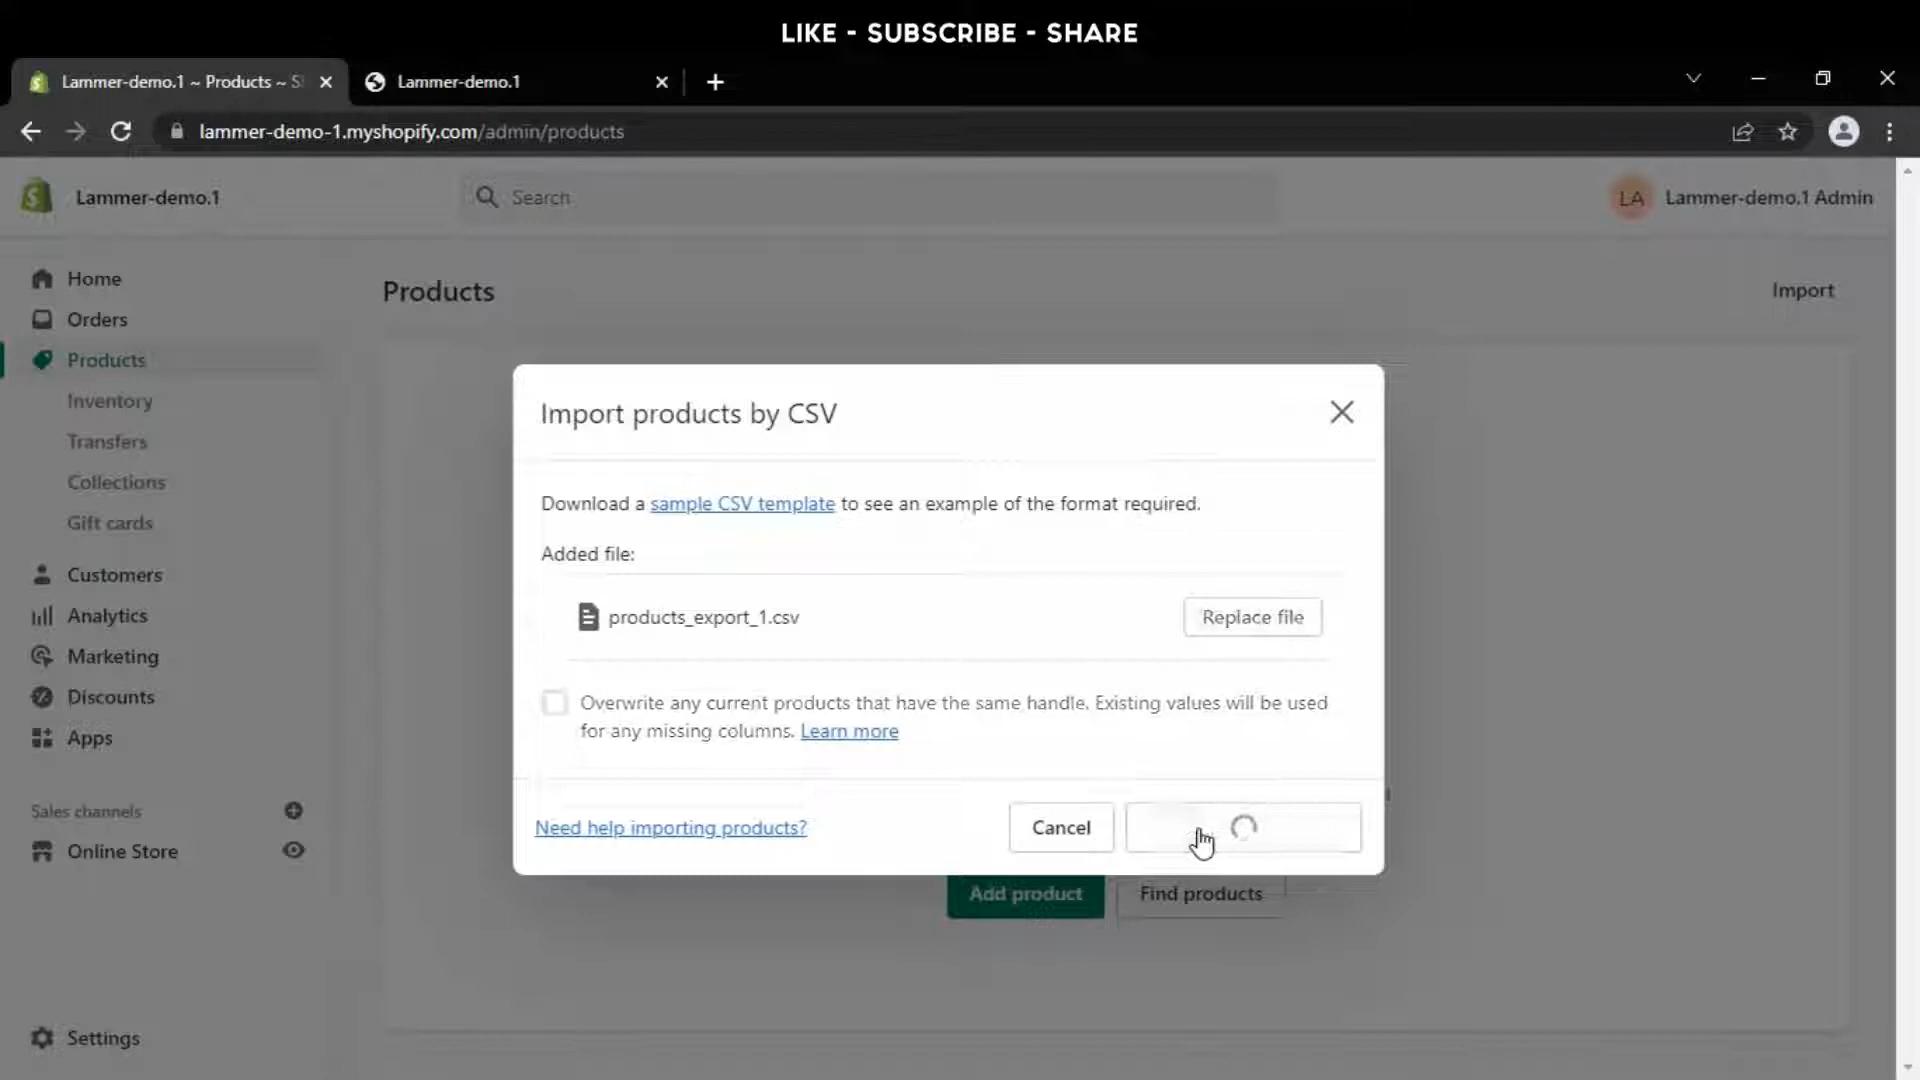 LIKE - SUBSCRIBE - SHARE
Lammer-demo.1 ~ Products ~ S
Lammer-demo.1
lammer-demo-1.myshopify.com/admin/products
Lammer-demo.1
Search
LA
Lammer-demo.1 Admin
Home
Orders
Products
Inventory
Transfers
Collections
Gift cards
Customers
Analytics
Marketing
Discounts
Apps
Sales channels
Online Store
Settings
Products
Import
Import products by CSV
Download a sample CSV template to see an example of the format required.
Added file:
products_export_1.csv
Replace file
Overwrite any current products that have the same handle. Existing values will be used
for any missing columns. Learn more
Need help importing products?
Cancel
Add product
Find products